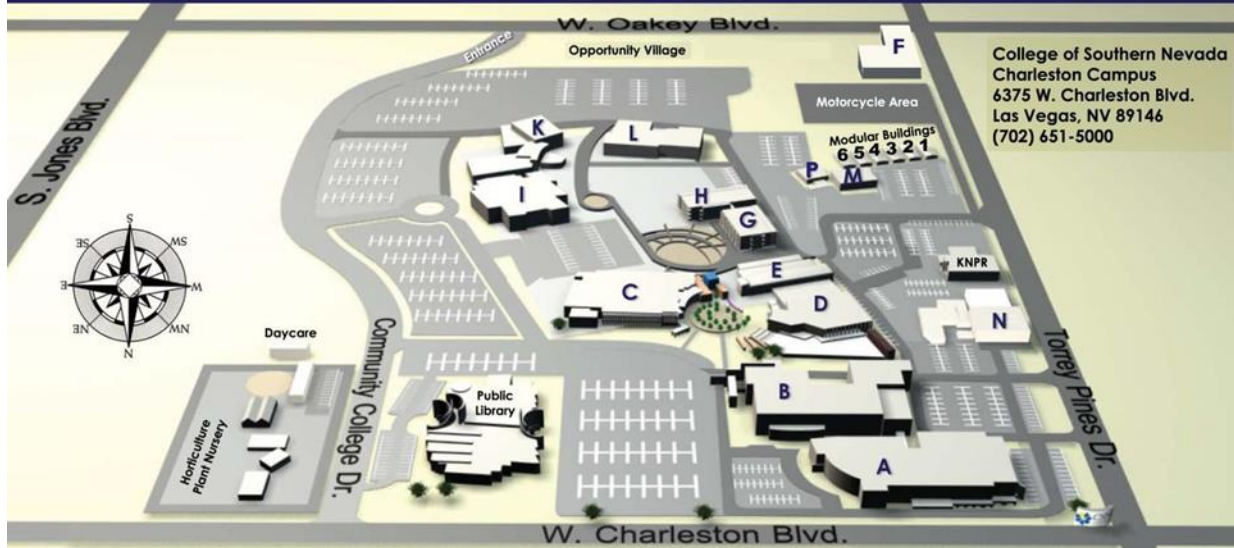 W. Oakey Blvd.
Entrance
Opportunity Village
F
College of Southern Nevada
Charleston Campus
6375 W. Charleston Blvd.
Las Vegas, NV 89146
(702) 651-5000
Motorcycle Area
S. Jones Blvd.
K
L
Modular Buildings
6 5 4 3 2 1
P
M
I
H
G
S
SE
SW
E
W
NE
NW
N
KNPR
E
C
D
N
Daycare
Community College Dr.
Torrey Pines Dr.
Public
Library
B
Horticulture
Plant Nursery
A
W. Charleston Blvd.